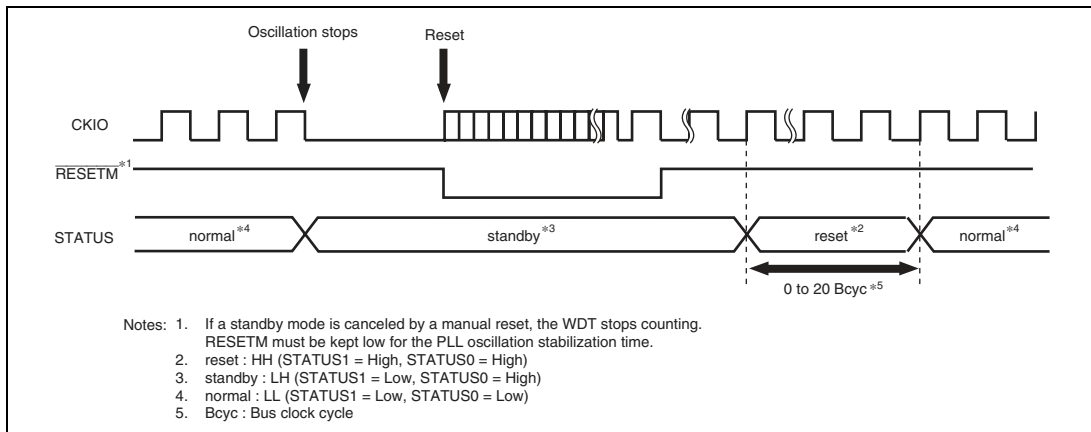 Oscillation stops Reset
CKIO
RESETM*1
STATUS normal*4 standby*3 reset*2 normal*4
0 to 20 Bcyc*5
Notes: 1. If a standby mode is canceled by a manual reset, the WDT stops counting.
RESETM must be kept low for the PLL oscillation stabilization time.
2. reset : HH (STATUS1 = High, STATUS0 = High)
3. standby : LH (STATUS1 = Low, STATUS0 = High)
4. normal : LL (STATUS1 = Low, STATUS0 = Low)
5. Bcyc : Bus clock cycle